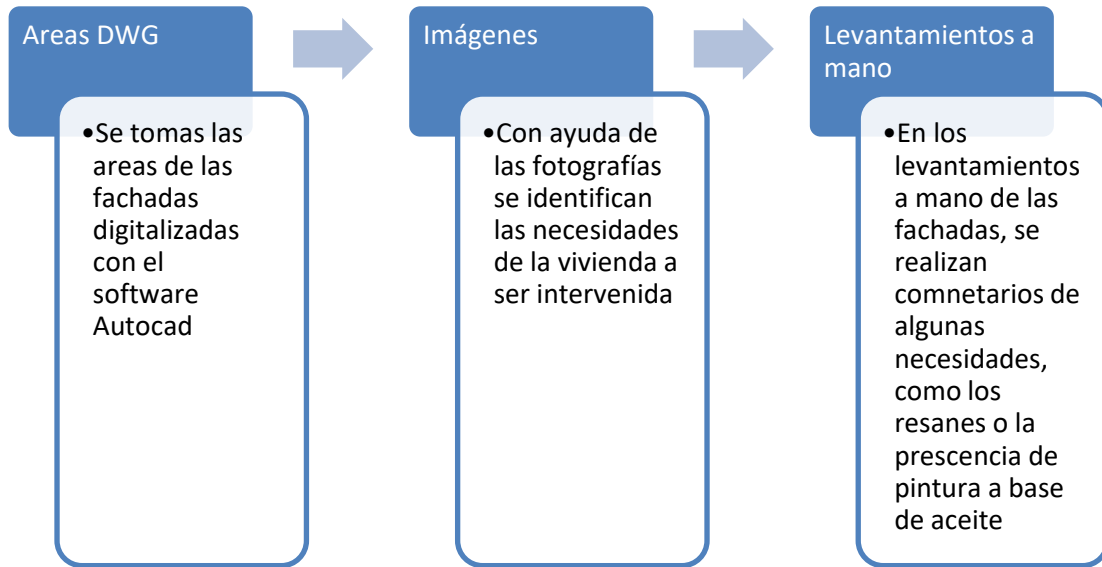 Areas DWG
•Se tomas las
areas de las
fachadas
digitalizadas
con el
software
Autocad
Imágenes
•Con ayuda de
las fotografías
se identifican
las necesidades
de la vivienda a
ser intervenida
Levantamientos a
mano
•En los
levantamientos
a mano de las
fachadas, se
realizan
comnetarios de
algunas
necesidades,
como los
resanes o la
prescencia de
pintura a base
de aceite